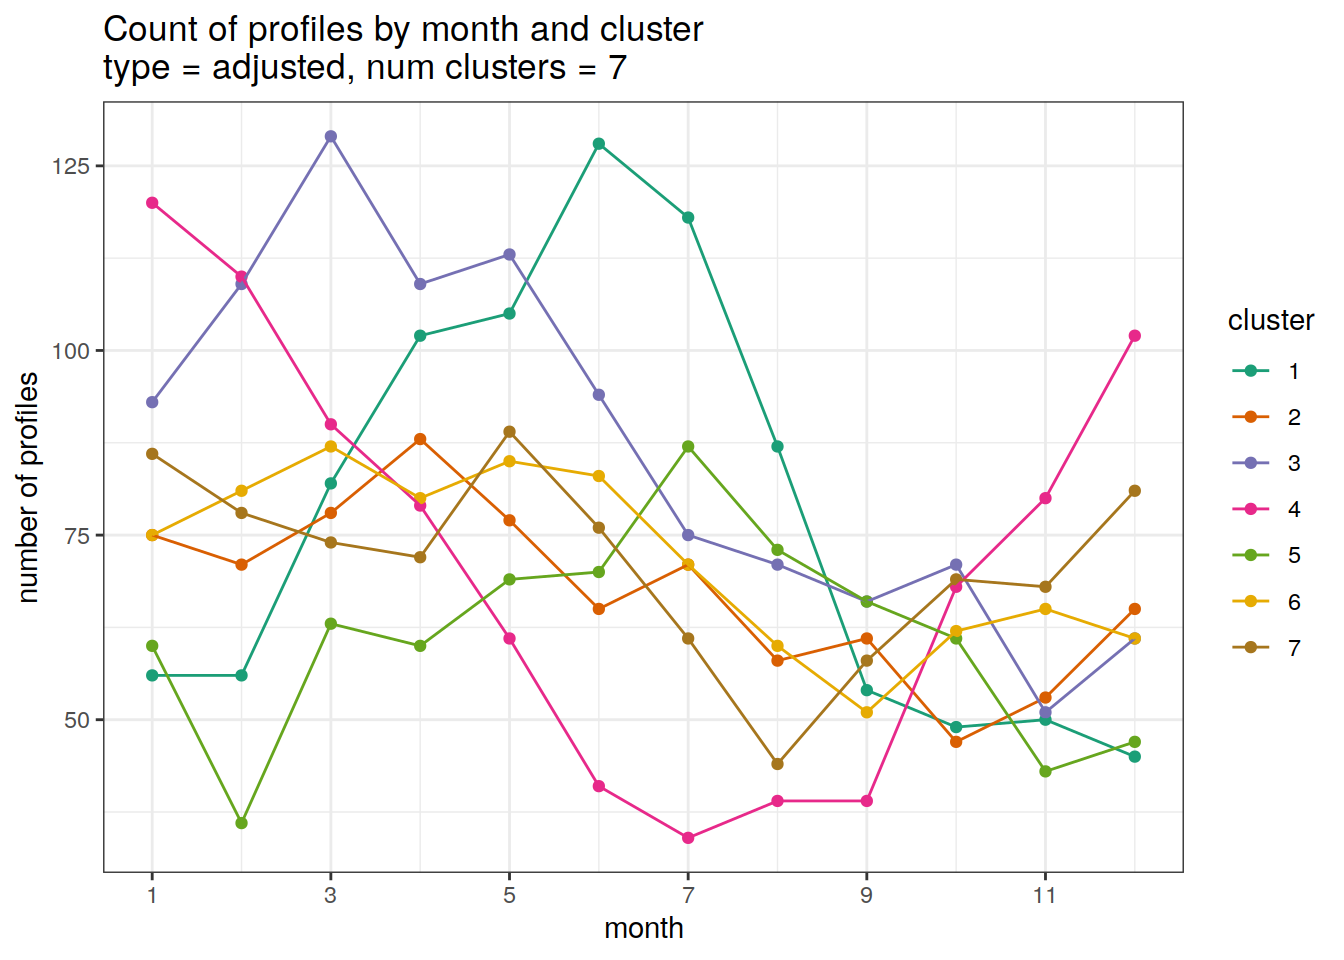 Count of profiles by month and cluster
type = adjusted, num clusters = 7
125
100
75
50
number of profiles
1 3 5 7 9 11
month
cluster
1
2
3
4
5
6
7